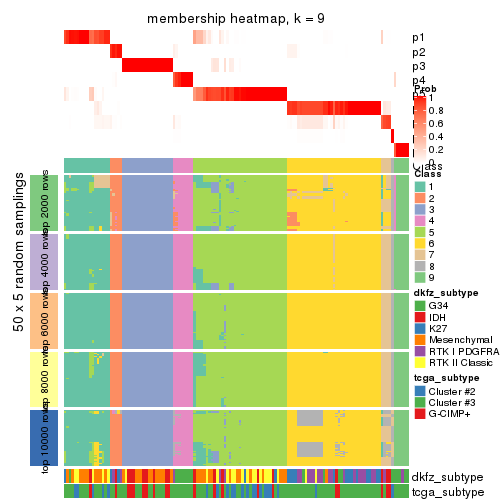 membership heatmap, k = 9
p1
p2
p3
p4
p5
Prob
1
0.8
0.6
0.4
0.2
0
Class
Class
1
2
3
4
5
6
7
8
9
dkfz_subtype
G34
IDH
K27
Mesenchymal
RTK I PDGFRA
RTK II Classic
tcga_subtype
Cluster #2
Cluster #3
G-CIMP+
50 x 5 random samplings
top 2000 rows
top 4000 rows
top 6000 rows
top 8000 rows
top 10000 rows
dkfz_subtype
tcga_subtype